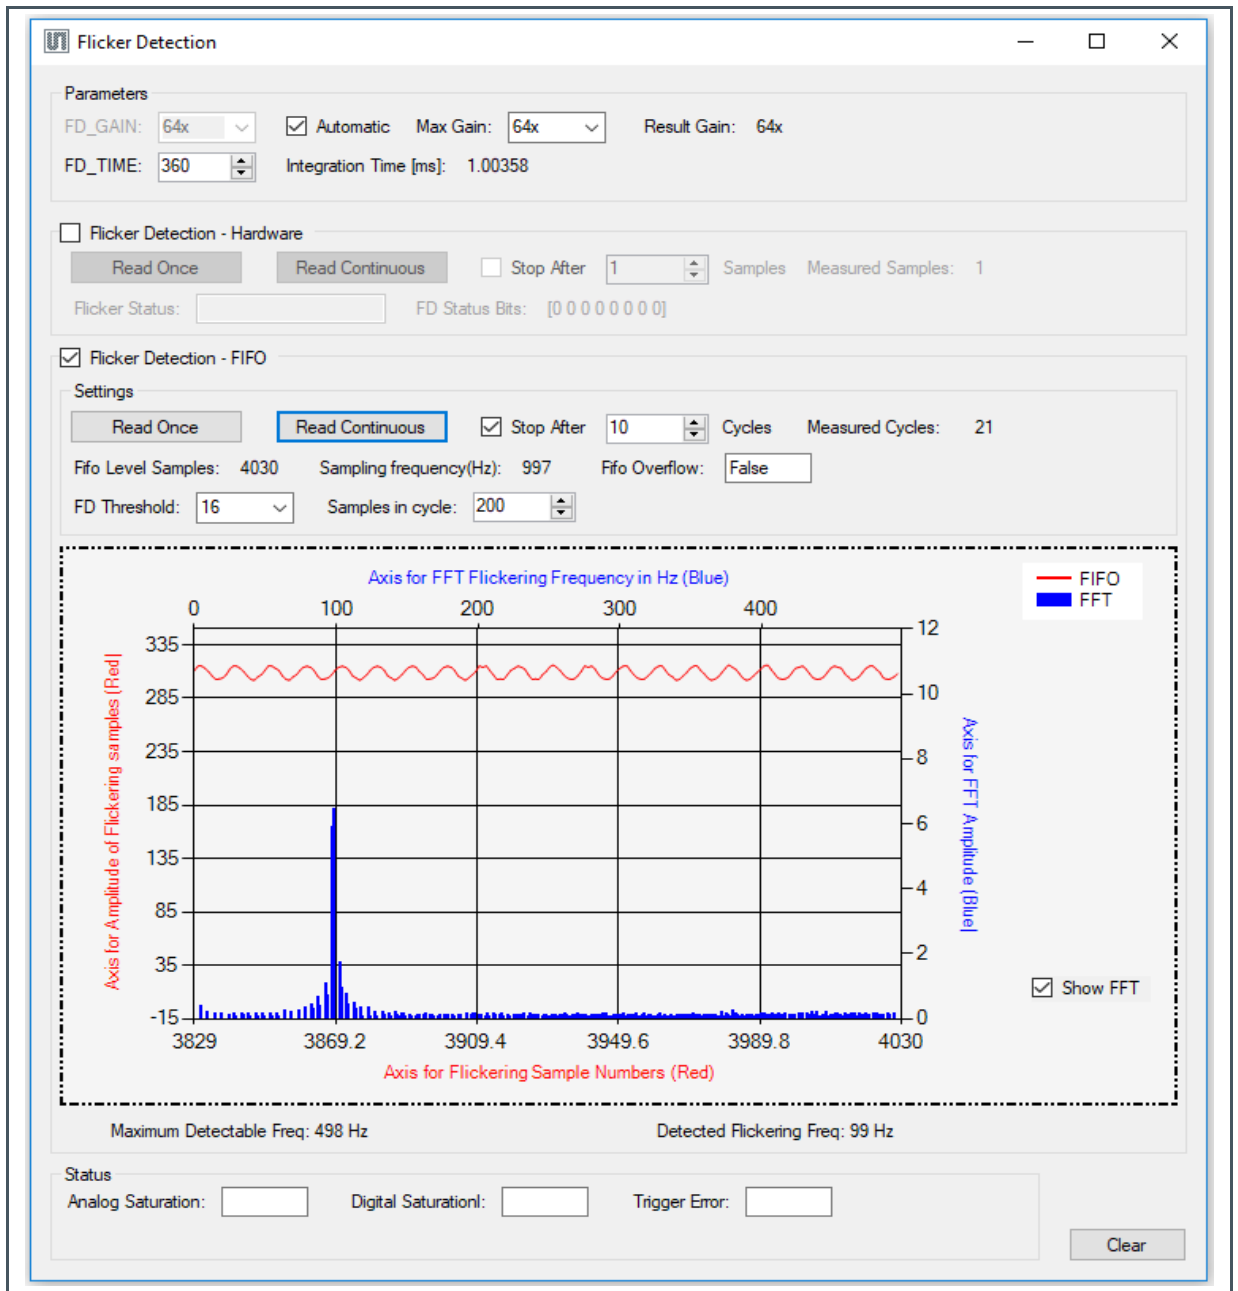 Flicker Detection
Parameters
FD_GAIN: 64x Automatic Max Gain: 64x Result Gain: 64x
FD_TIME: 360 Integration Time [ms]: 1.00358
Flicker Detection - Hardware
Read Once Read Continuous Stop After 1 Samples Measured Samples: 1
Flicker Status: FD Status Bits: [0 0 0 0 0 0 0 0]
Flicker Detection - FIFO
Settings
Read Once Read Continuous Stop After 10 Cycles Measured Cycles: 21
Fifo Level Samples: 4030 Sampling frequency(Hz): 997 Fifo Overflow: False
FD Threshold: 16 Samples in cycle: 200
Axis for FFT Flickering Frequency in Hz (Blue)
FIFO
FFT
0 100 200 300 400
335 285 235 185 135 85 35 -15
Axis for Amplitude of Flickering samples (Red)
12 10 8 6 4 2 0
Axis for FFT Amplitude (Blue)
Show FFT
3829 3869.2 3909.4 3949.6 3989.8 4030
Axis for Flickering Sample Numbers (Red)
Maximum Detectable Freq: 498 Hz Detected Flickering Freq: 99 Hz
Status
Analog Saturation: Digital Saturationl: Trigger Error:
Clear